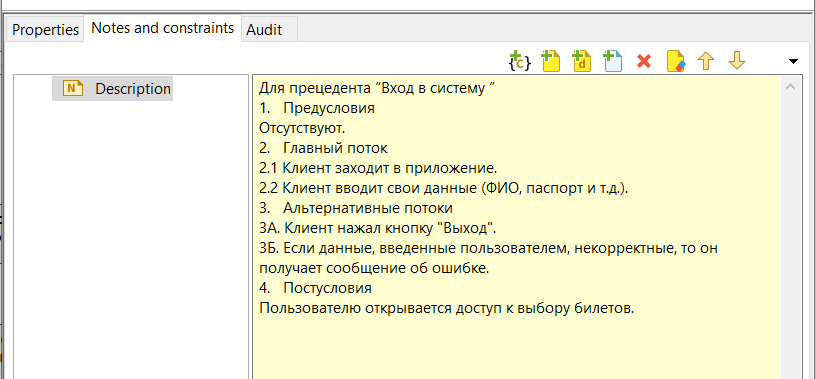 Properties Notes and constraints Audit
{c} d
N Description
Для прецедента “Вход в систему ”
1. Предусловия
Отсутствуют.
2. Главный поток
2.1 Клиент заходит в приложение.
2.2 Клиент вводит свои данные (ФИО, паспорт и т.д.).
3. Альтернативные потоки
3А. Клиент нажал кнопку "Выход".
3Б. Если данные, введенные пользователем, некорректные, то он
получает сообщение об ошибке.
4. Постусловия
Пользователю открывается доступ к выбору билетов.